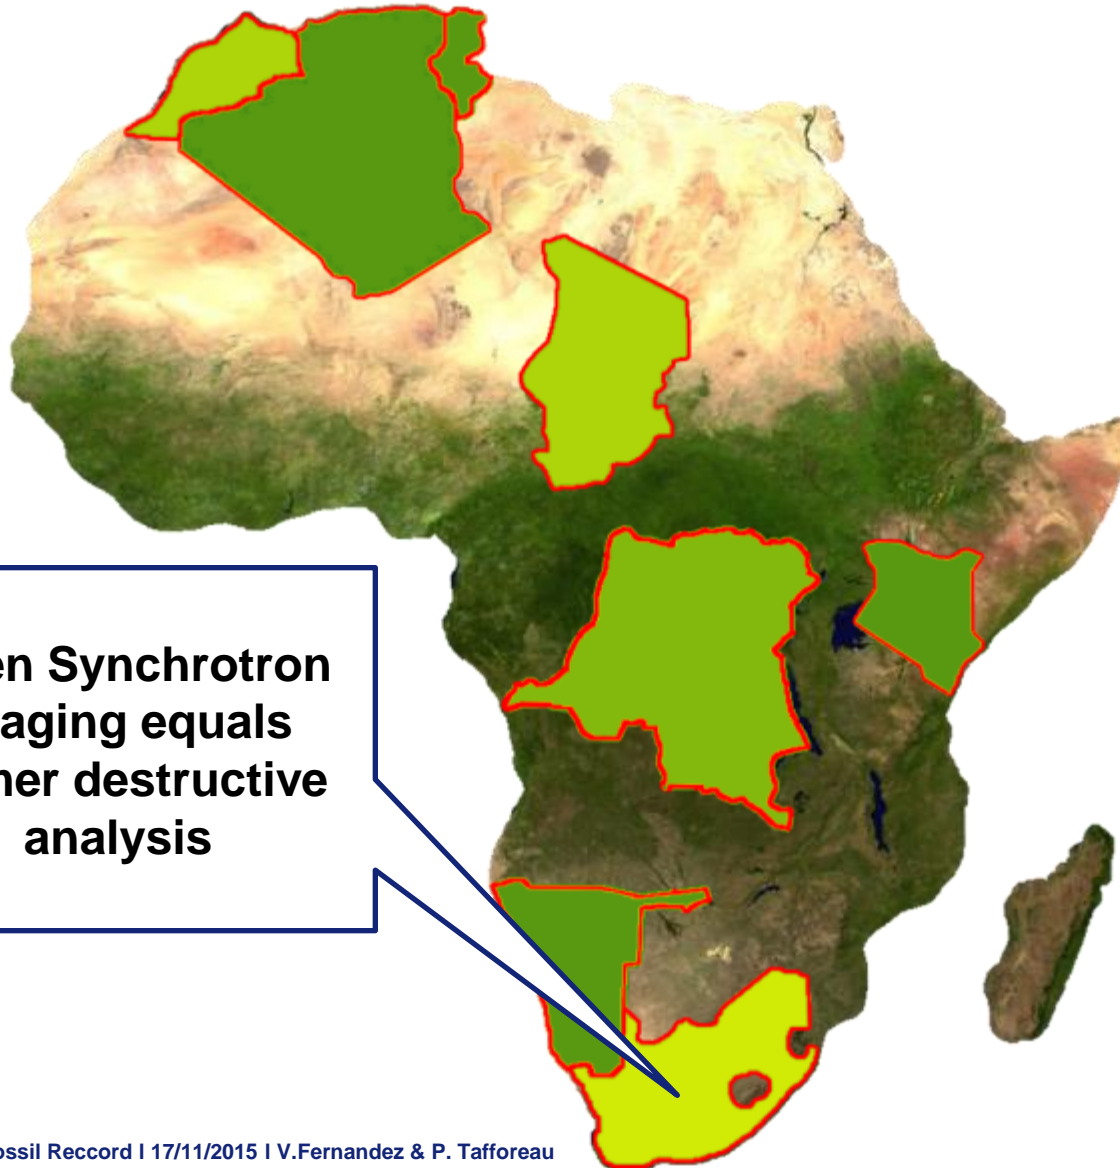 en Synchrotron
aging equals
her destructive
analysis
ossil Reccord l 17/11/2015 l V.Fernandez & P. Tafforeau